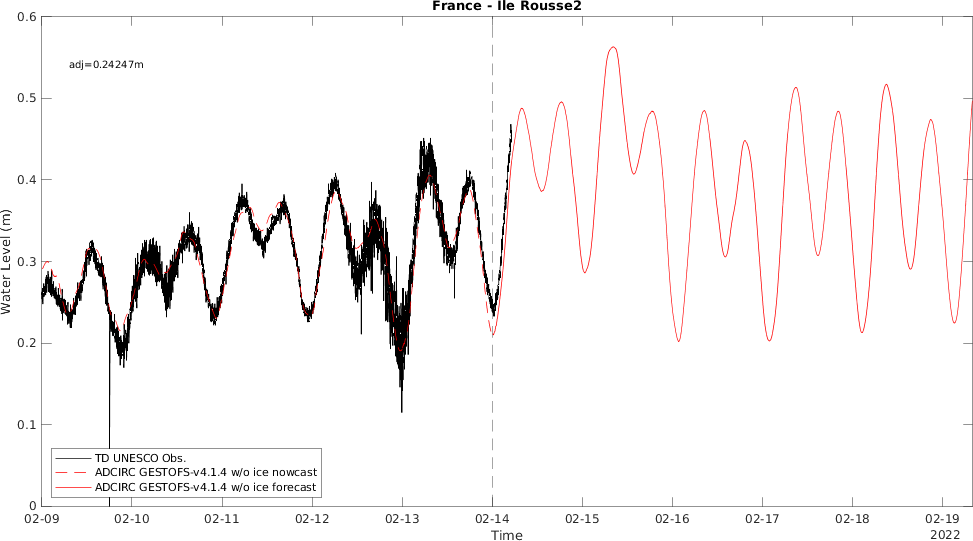 France - Ile Rousse2
adj=0.24247m
Water Level (m)
0.6
0.5
0.4
0.3
0.2
0.1
0
TD UNESCO Obs.
ADCIRC GESTOFS-v4.1.4 w/o ice nowcast
ADCIRC GESTOFS-v4.1.4 w/o ice forecast
02-09 02-10 02-11 02-12 02-13 02-14 02-15 02-16 02-17 02-18 02-19
Time
2022